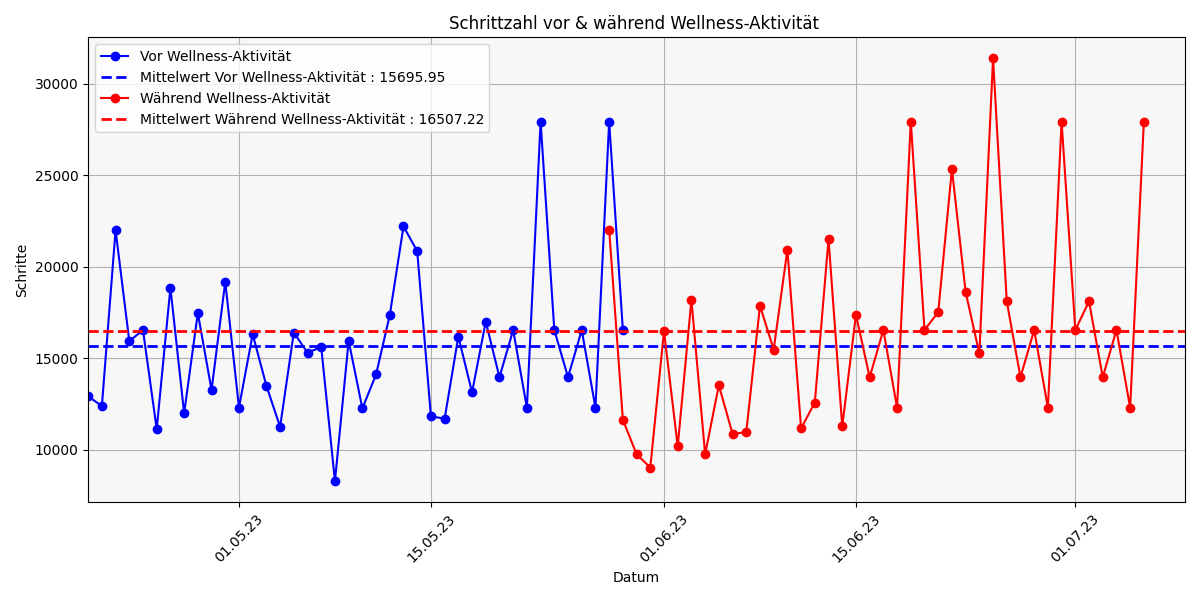 Schrittzahl vor & während Wellness-Aktivität
Vor Wellness-Aktivität
Mittelwert Vor Wellness-Aktivität : 15695.95
Während Wellness-Aktivität
Mittelwert Während Wellness-Aktivität : 16507.22
30000
25000
20000
15000
10000
Schritte
01.05.23
15.05.23
01.06.23
15.06.23
01.07.23
Datum